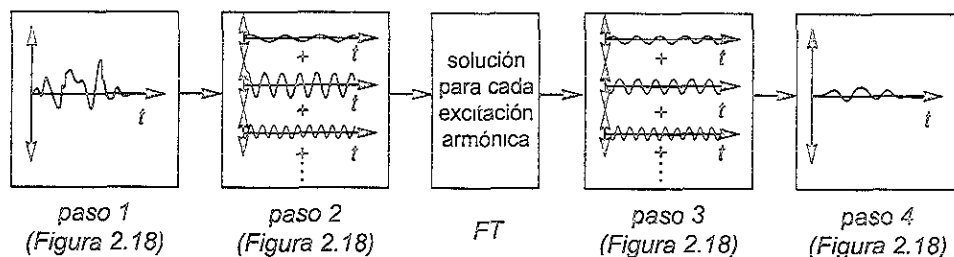 t
t
+
t
+
t
+
solución
para cada
excitación
armónica
t
+
t
+
t
+
t
paso 1
(Figura 2.18)
paso 2
(Figura 2.18)
FT
paso 3
(Figura 2.18)
paso 4
(Figura 2.18)